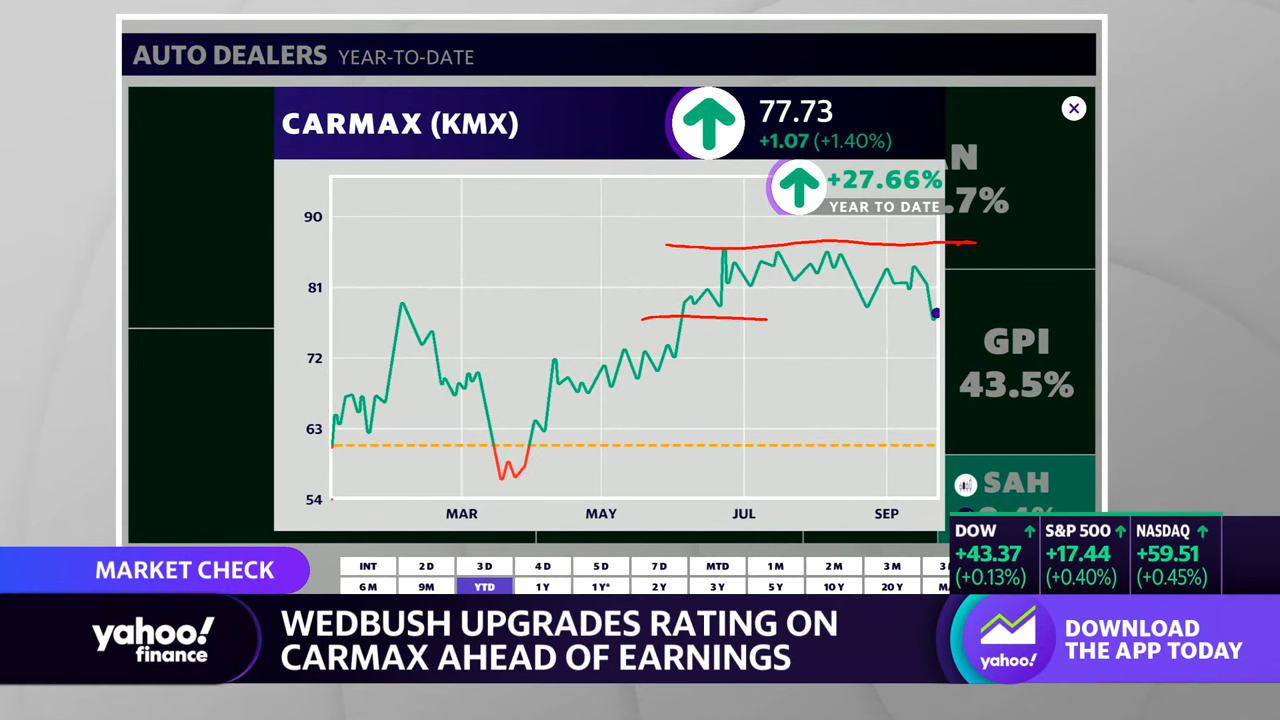 AUTO DEALERS YEAR-TO-DATE
CARMAX (KMX)
77.73
+1.07 (+1.40%)
+27.66%
YEAR TO DATE
AN
.7%
90
81
72
63
54
MAR MAY JUL SEP
GPI
43.5%
SAH
DOW
+43.37
(+0.13%)
S&P 500
+17.44
(+0.40%)
NASDAQ
+59.51
(+0.45%)
MARKET CHECK
INT 2 D 3 D 4 D 5 D 7 D MTD 1 M 2 M 3 M
6 M 9M YTD 1 Y 1Y* 2 Y 3 Y 5 Y 10 Y 20 Y
yahoo!
finance
WEDBUSH UPGRADES RATING ON
CARMAX AHEAD OF EARNINGS
yahoo!
DOWNLOAD
THE APP TODAY